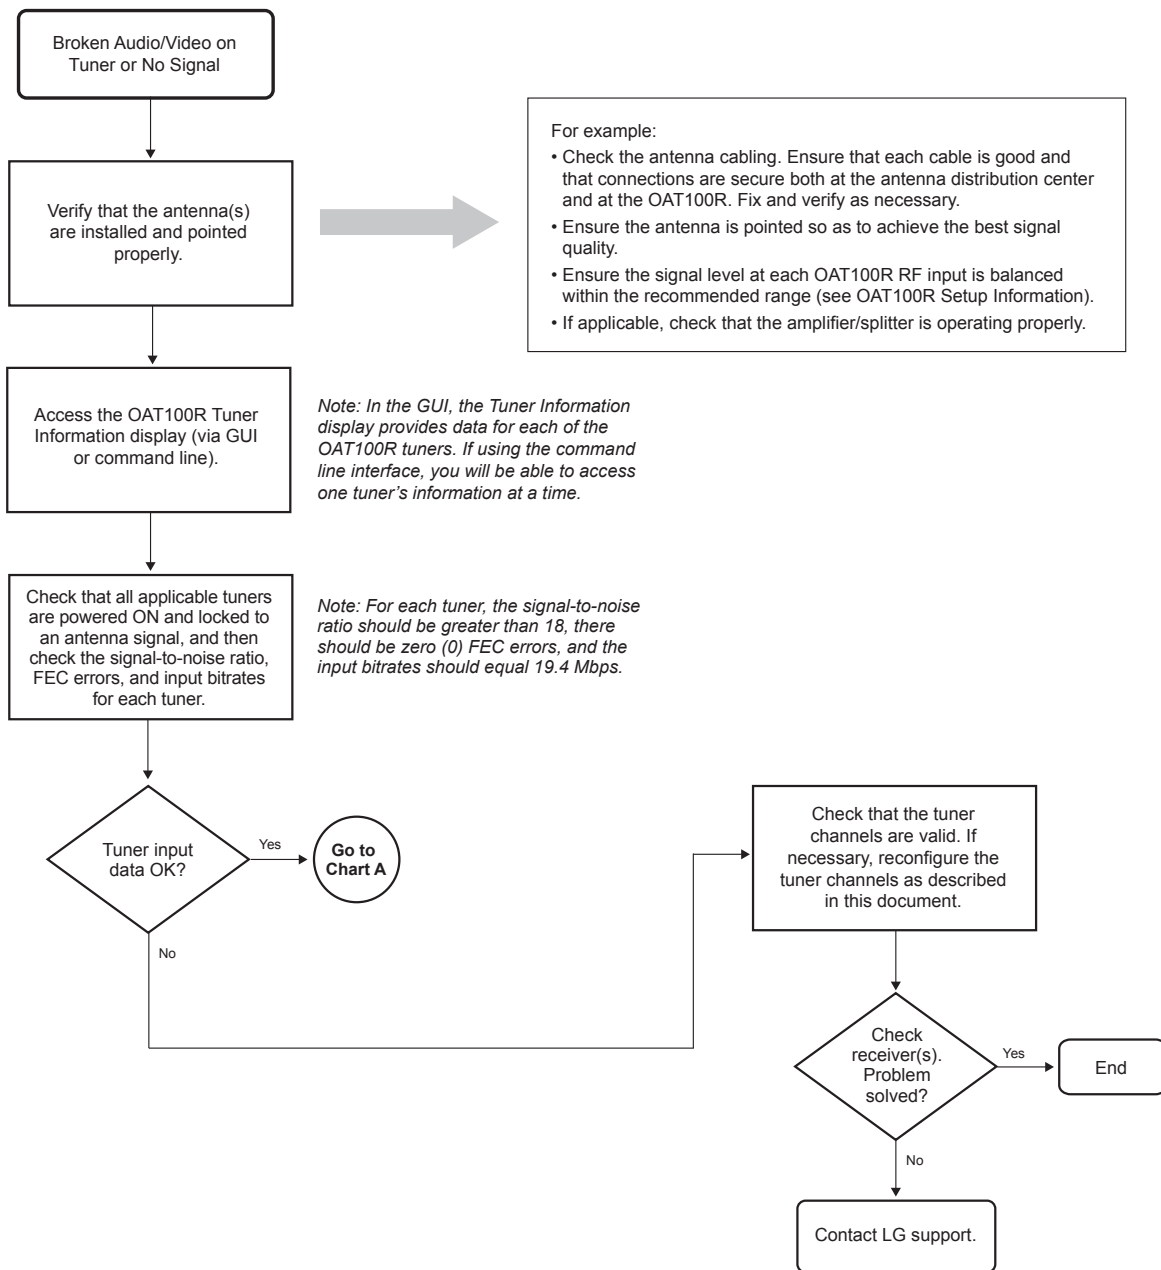 Broken Audio/Video on
Tuner or No Signal
Verify that the antenna(s)
are installed and pointed
properly.
For example:
• Check the antenna cabling. Ensure that each cable is good and
that connections are secure both at the antenna distribution center
and at the OAT100R. Fix and verify as necessary.
• Ensure the antenna is pointed so as to achieve the best signal
quality.
• Ensure the signal level at each OAT100R RF input is balanced
within the recommended range (see OAT100R Setup Information).
• If applicable, check that the amplifier/splitter is operating properly.
Access the OAT100R Tuner
Information display (via GUI
or command line).
Note: In the GUI, the Tuner Information
display provides data for each of the
OAT100R tuners. If using the command
line interface, you will be able to access
one tuner's information at a time.
Check that all applicable tuners
are powered ON and locked to
an antenna signal, and then
check the signal-to-noise ratio,
FEC errors, and input bitrates
for each tuner.
Note: For each tuner, the signal-to-noise
ratio should be greater than 18, there
should be zero (0) FEC errors, and the
input bitrates should equal 19.4 Mbps.
Tuner input
data OK?
Yes
Go to
Chart A
No
Check that the tuner
channels are valid. If
necessary, reconfigure the
tuner channels as described
in this document.
Check
receiver(s).
Problem
solved?
Yes
End
No
Contact LG support.